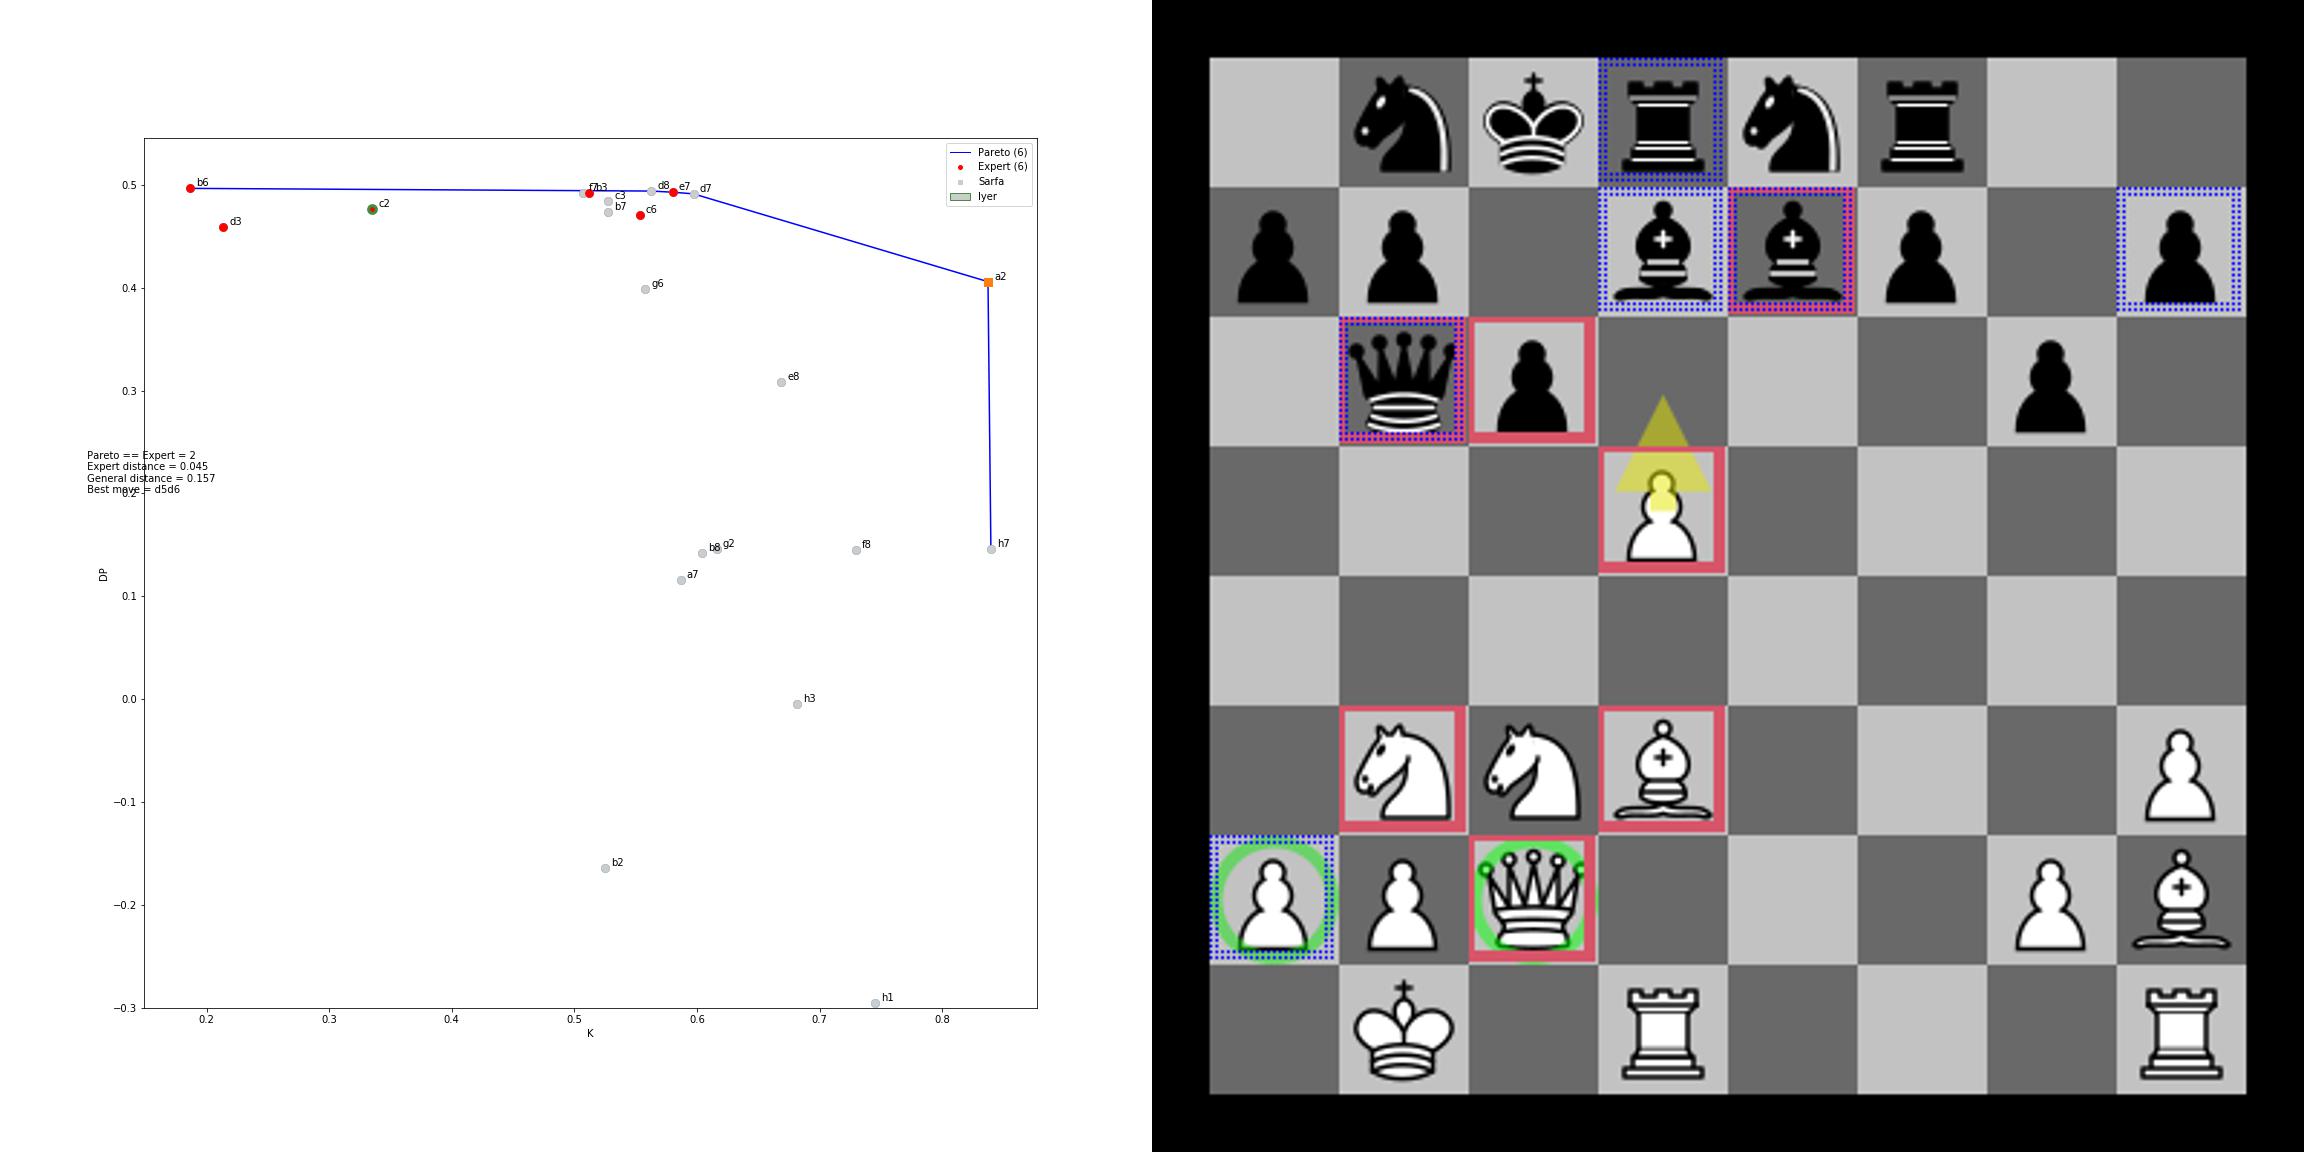 Pareto (6)
Expert (6)
Sarfa
Iyer
b6
d3
c2
f7
b3
c3
b7
d8
e7
d7
c6
a2
g6
e8
Pareto == Expert = 2
Expert distance = 0.045
General distance = 0.157
Best move = d5d6
b8
g2
f8
h7
a7
h3
b2
h1
0.5
0.4
0.3
0.2
0.1
0.0
−0.1
−0.2
−0.3
DP
0.2 0.3 0.4 0.5 0.6 0.7 0.8
K